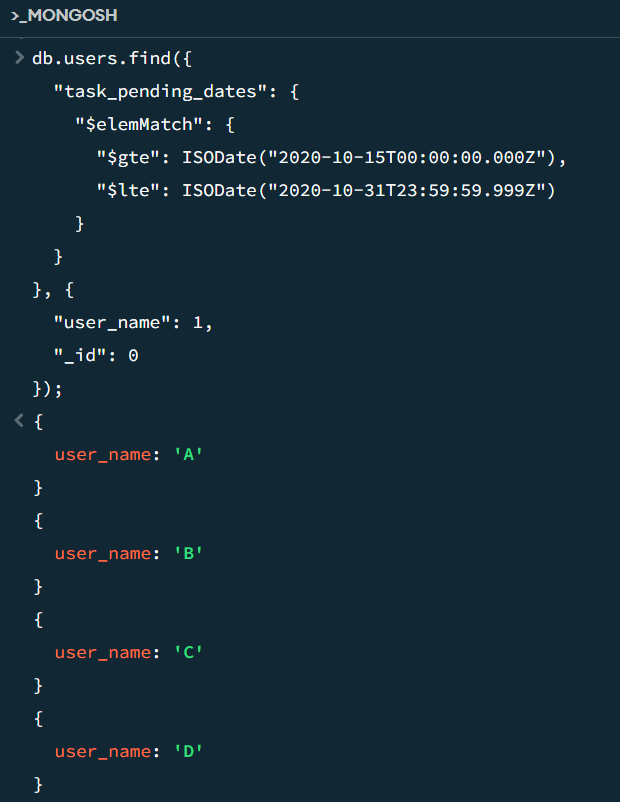 >_MONGOSH
> db.users.find({
"task_pending_dates": {
"$elemMatch": {
"$gte": ISODate("2020-10-15T00:00:00.000Z"),
"$lte": ISODate("2020-10-31T23:59:59.999Z")
}
}
}, {
"user_name": 1,
"_id": 0
});
< {
user_name: 'A'
}
{
user_name: 'B'
}
{
user_name: 'C'
}
{
user_name: 'D'
}